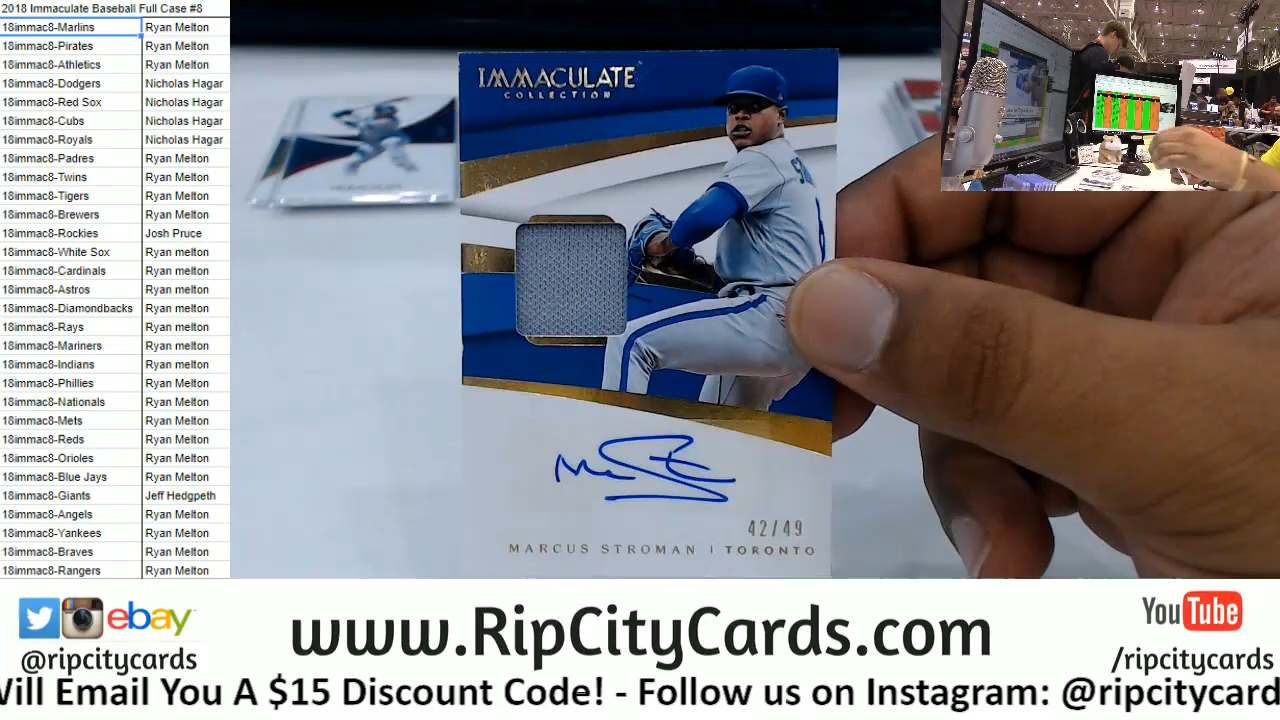 2018 Immaculate Baseball Full Case #8
18immac8-Marlins Ryan Melton
18immac8-Pirates Ryan Melton
18immac8-Athletics Ryan Melton
18immac8-Dodgers Nicholas Hagar
18immac8-Red Sox Nicholas Hagar
18immac8-Cubs Nicholas Hagar
18immac8-Royals Nicholas Hagar
18immac8-Padres Ryan Melton
18immac8-Twins Ryan Melton
18immac8-Tigers Ryan Melton
18immac8-Brewers Ryan Melton
18immac8-Rockies Josh Pruce
18immac8-White Sox Ryan melton
18immac8-Cardinals Ryan melton
18immac8-Astros Ryan melton
18immac8-Diamondbacks Ryan melton
18immac8-Rays Ryan melton
18immac8-Mariners Ryan melton
18immac8-Indians Ryan melton
18immac8-Phillies Ryan Melton
18immac8-Nationals Ryan Melton
18immac8-Mets Ryan Melton
18immac8-Reds Ryan Melton
18immac8-Orioles Ryan Melton
18immac8-Blue Jays Ryan Melton
18immac8-Giants Jeff Hedgpeth
18immac8-Angels Ryan Melton
18immac8-Yankees Ryan Melton
18immac8-Braves Ryan Melton
18immac8-Rangers Ryan Melton
IMMACULATE
COLLECTION
42/49
MARCUS STROMAN | TORONTO
ebay
@ripcitycards
www.RipCityCards.com
YouTube
/ripcitycards
Will Email You A $15 Discount Code! - Follow us on Instagram: @ripcitycard